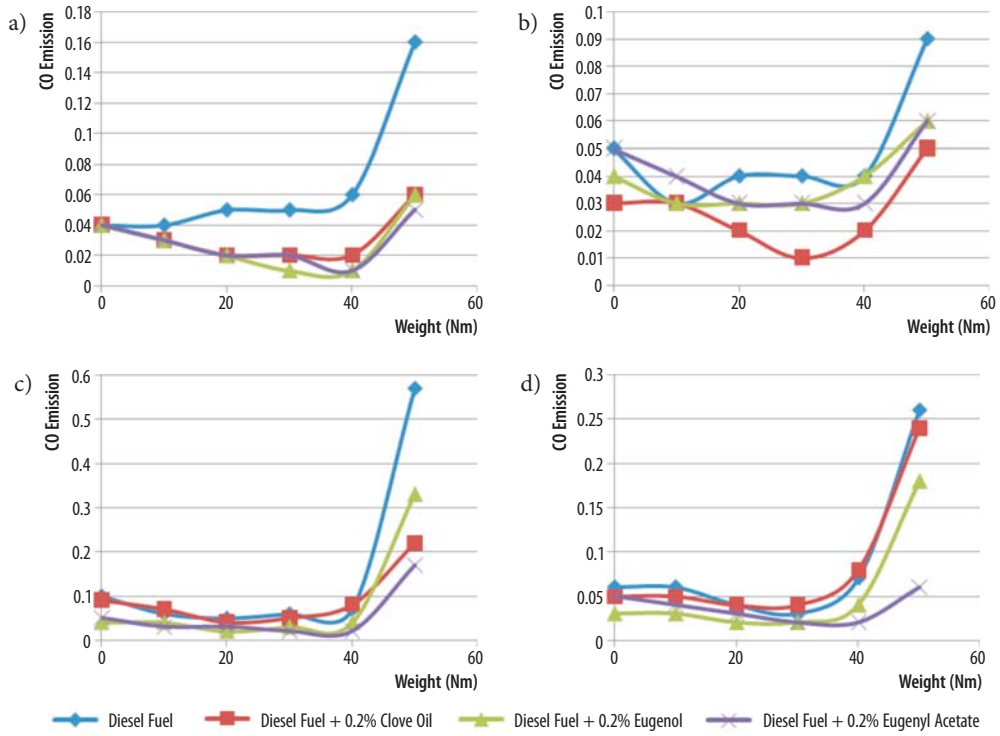 a)
CO Emission
0.18
0.16
0.14
0.12
0.1
0.08
0.06
0.04
0.02
0
0 20 40 60
Weight (Nm)
b)
CO Emission
0.1
0.09
0.08
0.07
0.06
0.05
0.04
0.03
0.02
0.01
0
0 20 40 60
Weight (Nm)
c)
CO Emission
0.6
0.5
0.4
0.3
0.2
0.1
0
0 20 40 60
Weight (Nm)
d)
CO Emission
0.3
0.25
0.2
0.15
0.1
0.05
0
0 20 40 60
Weight (Nm)
Diesel Fuel Diesel Fuel + 0.2% Clove Oil Diesel Fuel + 0.2% Eugenol Diesel Fuel + 0.2% Eugenyl Acetate